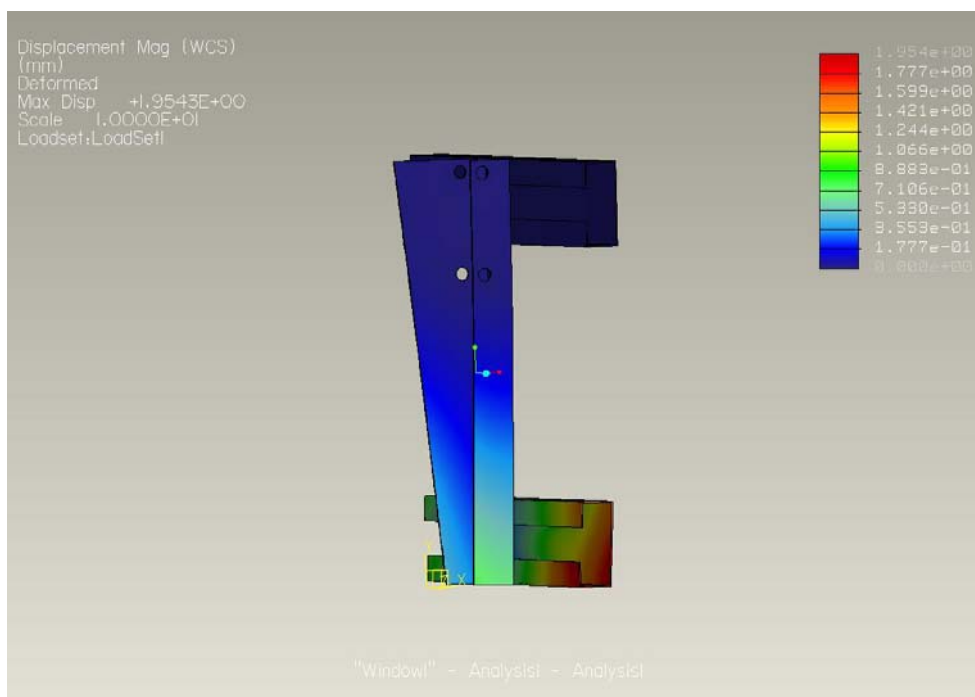 Displacement Mag (WCS)
(mm)
Deformed
Max Disp +1.9543E+00
Scale 1.0000E+01
Loadset:LoadSet1
1.954e+00
1.777e+00
1.599e+00
1.421e+00
1.244e+00
1.066e+00
8.883e-01
7.106e-01
5.330e-01
3.553e-01
1.777e-01
0.000e+00
Y
X
"Window1" - Analysis1 - Analysis1